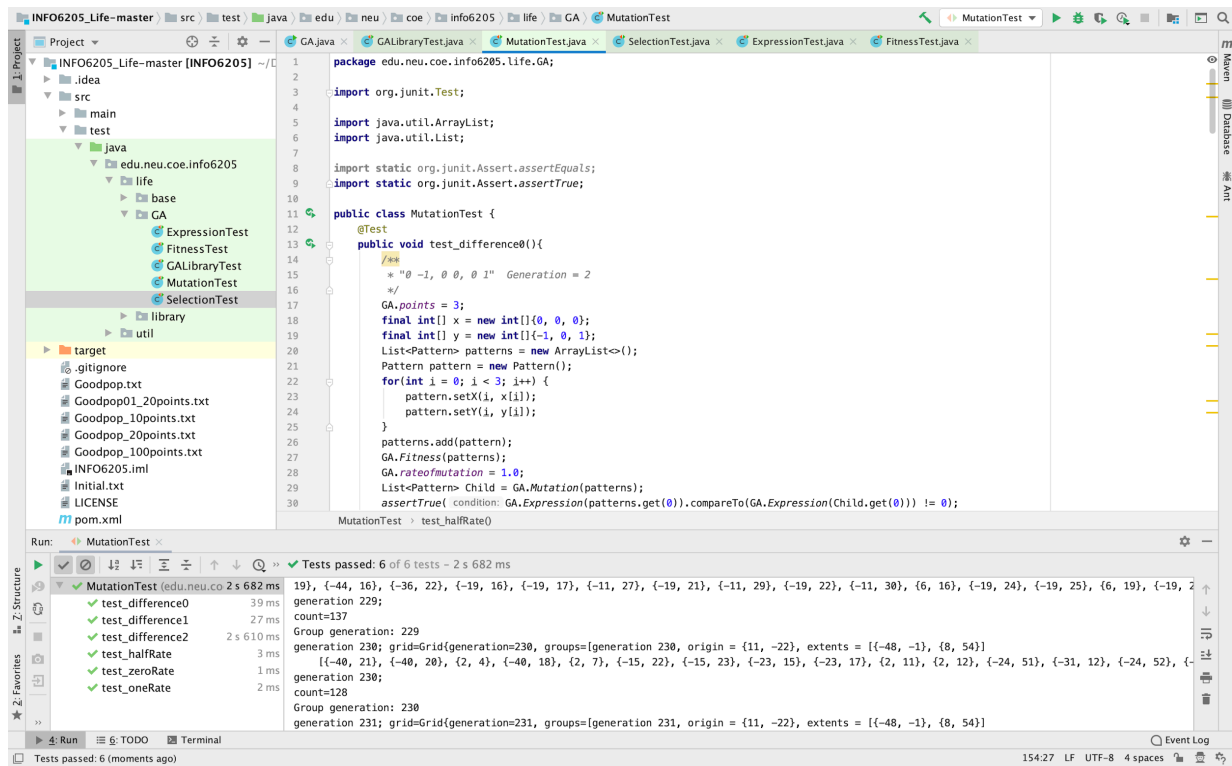 INFO6205_Life-master src test java edu neu coe info6205 life GA MutationTest MutationTest
Project GA.java GALibraryTest.java MutationTest.java SelectionTest.java ExpressionTest.java FitnessTest.java
1: Project
Z: Structure
2: Favorites
Maven
Database
Ant
INFO6205_Life-master [INFO6205] ~/D
.idea
src
main
test
java
edu.neu.coe.info6205
life
base
GA
ExpressionTest
FitnessTest
GALibraryTest
MutationTest
SelectionTest
library
util
target
.gitignore
Goodpop.txt
Goodpop01_20points.txt
Goodpop_10points.txt
Goodpop_20points.txt
Goodpop_100points.txt
INFO6205.iml
Initial.txt
LICENSE
pom.xml
1 package edu.neu.coe.info6205.life.GA;
2
3 import org.junit.Test;
4
5 import java.util.ArrayList;
6 import java.util.List;
7
8 import static org.junit.Assert.assertEquals;
9 import static org.junit.Assert.assertTrue;
10
11 public class MutationTest {
12 @Test
13 public void test_difference0(){
14 /**
15 * "0 -1, 0 0, 0 1" Generation = 2
16 */
17 GA.points = 3;
18 final int[] x = new int[]{0, 0, 0};
19 final int[] y = new int[]{-1, 0, 1};
20 List<Pattern> patterns = new ArrayList<>();
21 Pattern pattern = new Pattern();
22 for(int i = 0; i < 3; i++) {
23 pattern.setX(i, x[i]);
24 pattern.setY(i, y[i]);
25 }
26 patterns.add(pattern);
27 GA.Fitness(patterns);
28 GA.rateofmutation = 1.0;
29 List<Pattern> Child = GA.Mutation(patterns);
30 assertTrue( condition: GA.Expression(patterns.get(0)).compareTo(GA.Expression(Child.get(0))) != 0);
MutationTest › test_halfRate()
Run: MutationTest
Tests passed: 6 of 6 tests – 2 s 682 ms
MutationTest (edu.neu.co 2 s 682 ms
test_difference0 39 ms
test_difference1 27 ms
test_difference2 2 s 610 ms
test_halfRate 3 ms
test_zeroRate 1 ms
test_oneRate 2 ms
19}, {-44, 16}, {-36, 22}, {-19, 16}, {-19, 17}, {-11, 27}, {-19, 21}, {-11, 29}, {-19, 22}, {-11, 30}, {6, 16}, {-19, 24}, {-19, 25}, {6, 19}, {-19, 2
generation 229;
count=137
Group generation: 229
generation 230; grid=Grid{generation=230, groups=[generation 230, origin = {11, -22}, extents = [{-48, -1}, {8, 54}]
[{-40, 21}, {-40, 20}, {2, 4}, {-40, 18}, {2, 7}, {-15, 22}, {-15, 23}, {-23, 15}, {-23, 17}, {2, 11}, {2, 12}, {-24, 51}, {-31, 12}, {-24, 52}, {-
generation 230;
count=128
Group generation: 230
generation 231; grid=Grid{generation=231, groups=[generation 231, origin = {11, -22}, extents = [{-48, -1}, {8, 54}]
4: Run 6: TODO Terminal Event Log
Tests passed: 6 (moments ago) 154:27 LF UTF-8 4 spaces